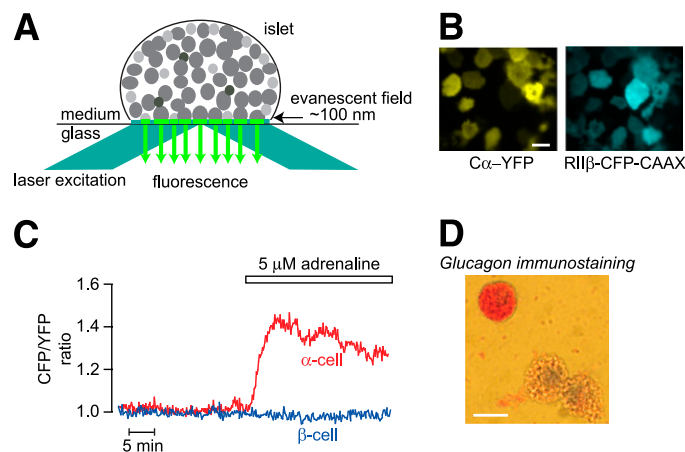 A
islet
evanescent field
~100 nm
medium
glass
laser excitation
fluorescence
B
Cα–YFP
RIIβ-CFP-CAAX
C
5 μM adrenaline
1.6
1.4
1.2
1.0
CFP/YFP
ratio
α-cell
β-cell
5 min
D
Glucagon immunostaining